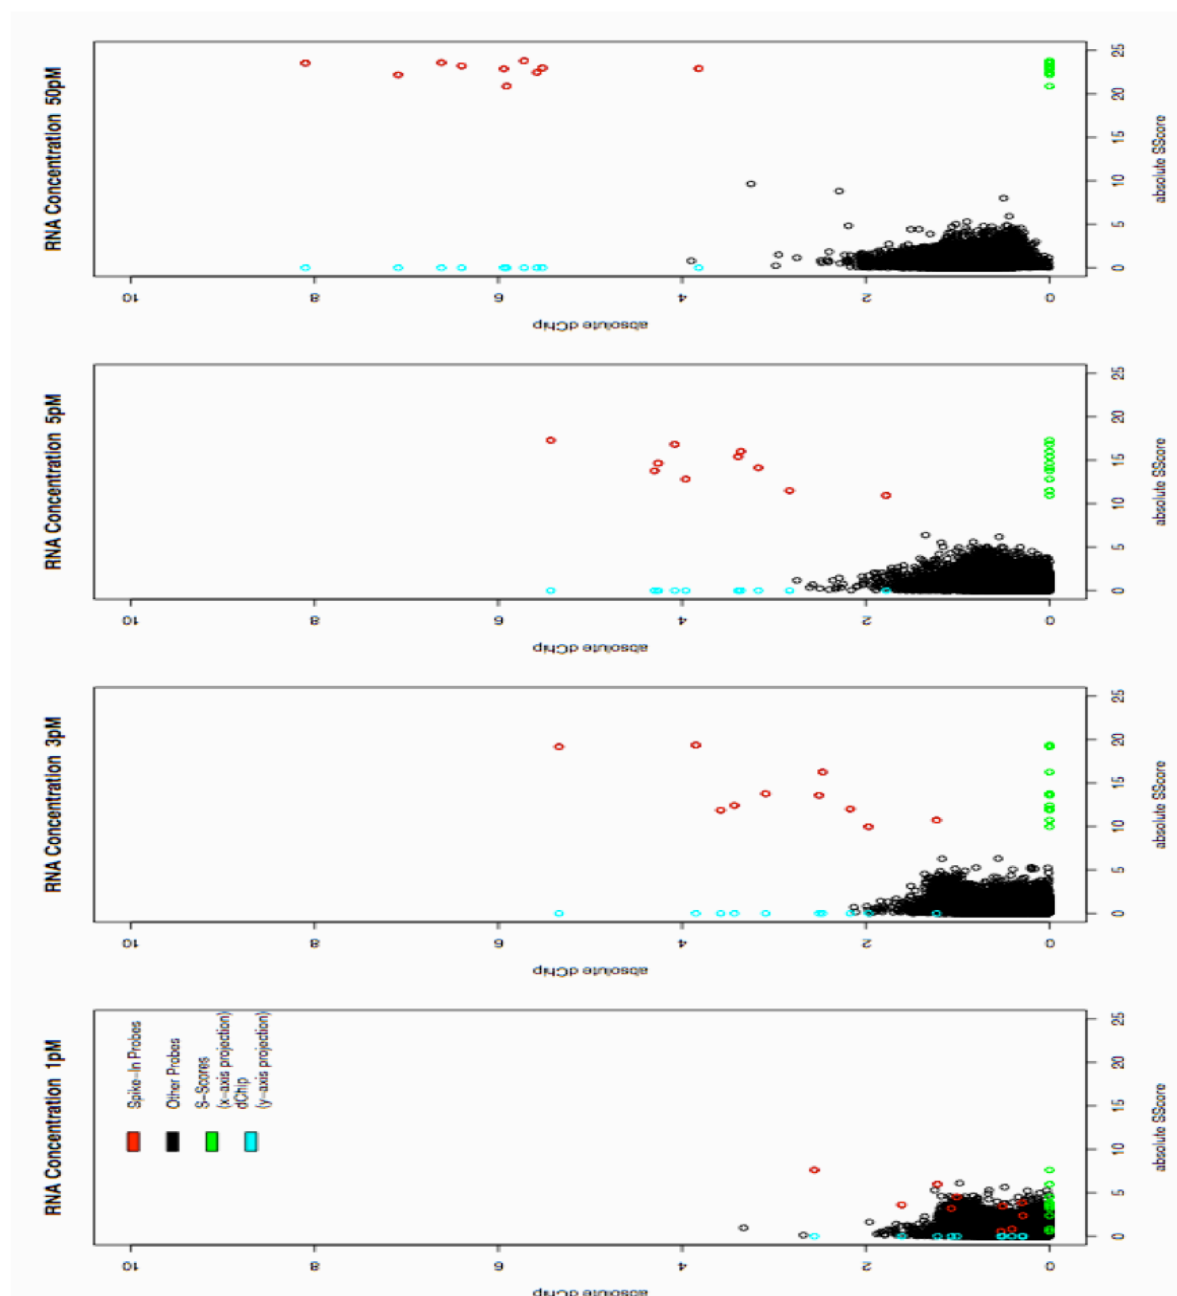 RNA Concentration 1pM
Spike-In Probes
Other Probes
S-Scores
(x-axis projection)
dChip
(y-axis projection)
absolute dChip
10
8
6
4
2
0
0 5 10 15 20 25
absolute SScore
RNA Concentration 3pM
absolute dChip
10
8
6
4
2
0
0 5 10 15 20 25
absolute SScore
RNA Concentration 5pM
absolute dChip
10
8
6
4
2
0
0 5 10 15 20 25
absolute SScore
RNA Concentration 50pM
absolute dChip
10
8
6
4
2
0
0 5 10 15 20 25
absolute SScore